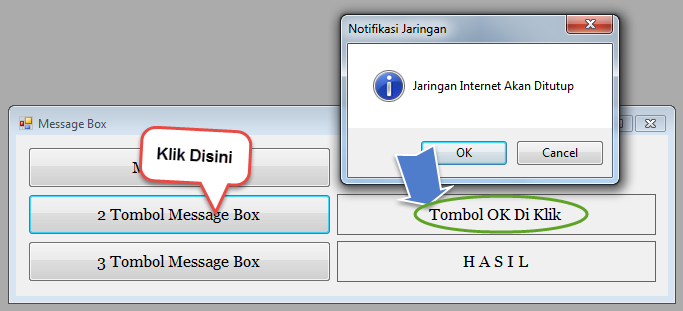 Notifikasi Jaringan
Jaringan Internet Akan Ditutup
OK
Cancel
Message Box
Klik Disini
2 Tombol Message Box
Tombol OK Di Klik
3 Tombol Message Box
H A S I L